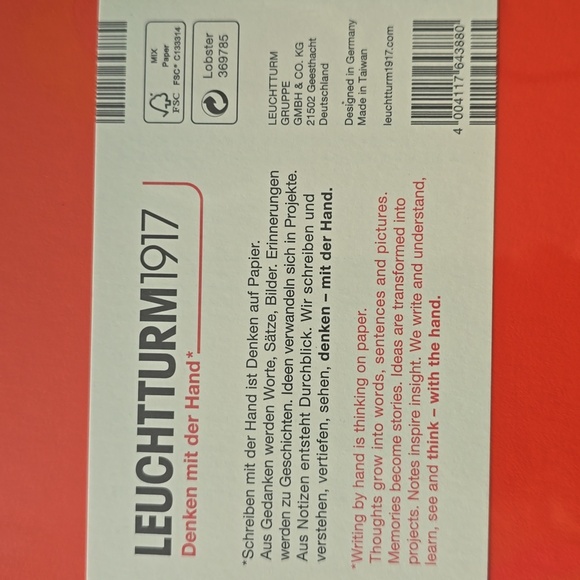 LEUCHTTURM1917
Denken mit der Hand*
*Schreiben mit der Hand ist Denken auf Papier.
Aus Gedanken werden Worte, Sätze, Bilder. Erinnerungen
werden zu Geschichten. Ideen verwandeln sich in Projekte.
Aus Notizen entsteht Durchblick. Wir schreiben und
verstehen, vertiefen, sehen, denken – mit der Hand.
*Writing by hand is thinking on paper.
Thoughts grow into words, sentences and pictures.
Memories become stories. Ideas are transformed into
projects. Notes inspire insight. We write and understand,
learn, see and think – with the hand.
MIX
Paper
FSC
FSC® C133314
Lobster
369785
LEUCHTTURM
GRUPPE
GMBH & CO. KG
21502 Geesthacht
Deutschland
Designed in Germany
Made in Taiwan
leuchtturm1917.com
4 004117 643880